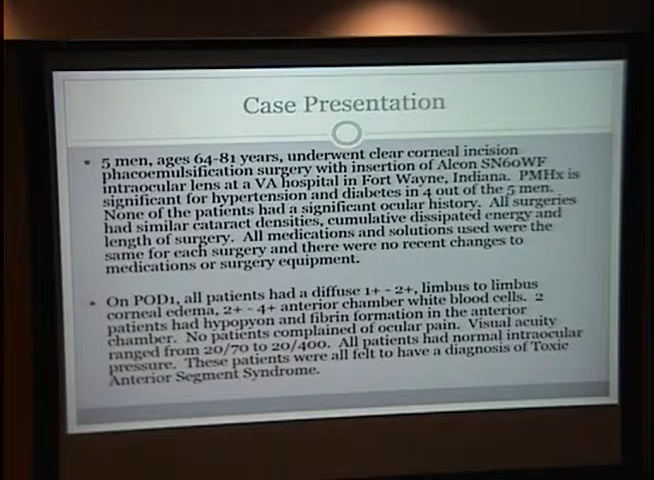 Case Presentation
• 5 men, ages 64-81 years, underwent clear corneal incision
phacoemulsification surgery with insertion of Alcon SN60WF
intraocular lens at a VA hospital in Fort Wayne, Indiana. PMHx is
significant for hypertension and diabetes in 4 out of the 5 men.
None of the patients had a significant ocular history. All surgeries
had similar cataract densities, cumulative dissipated energy and
length of surgery. All medications and solutions used were the
same for each surgery and there were no recent changes to
medications or surgery equipment.
• On POD1, all patients had a diffuse 1+ - 2+, limbus to limbus
corneal edema, 2+ - 4+ anterior chamber white blood cells. 2
patients had hypopyon and fibrin formation in the anterior
chamber. No patients complained of ocular pain. Visual acuity
ranged from 20/70 to 20/400. All patients had normal intraocular
pressure. These patients were all felt to have a diagnosis of Toxic
Anterior Segment Syndrome.